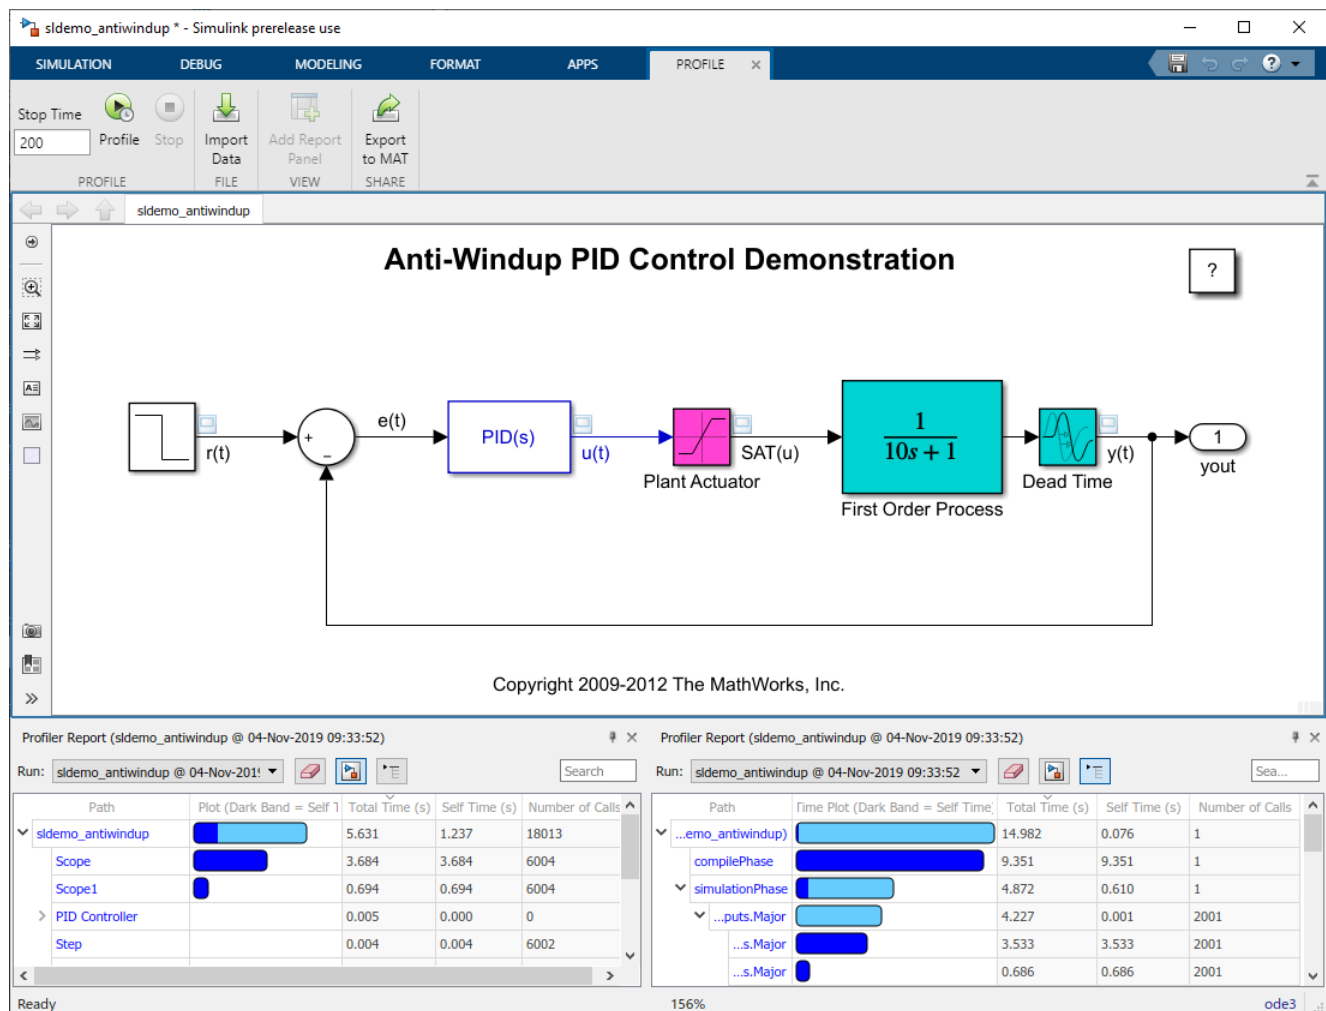 sldemo_antiwindup * - Simulink prerelease use
SIMULATION DEBUG MODELING FORMAT APPS PROFILE
Stop Time
200
Profile Stop Import Data Add Report Panel Export to MAT
PROFILE FILE VIEW SHARE
sldemo_antiwindup
Anti-Windup PID Control Demonstration
?
r(t)
+
−
e(t)
PID(s)
u(t)
Plant Actuator
SAT(u)
1
10s + 1
First Order Process
Dead Time
y(t)
1
yout
Copyright 2009-2012 The MathWorks, Inc.
Profiler Report (sldemo_antiwindup @ 04-Nov-2019 09:33:52)
Run: sldemo_antiwindup @ 04-Nov-201 Search
Path Plot (Dark Band = Self T Total Time (s) Self Time (s) Number of Calls
sldemo_antiwindup 5.631 1.237 18013
Scope 3.684 3.684 6004
Scope1 0.694 0.694 6004
PID Controller 0.005 0.000 0
Step 0.004 0.004 6002
Profiler Report (sldemo_antiwindup @ 04-Nov-2019 09:33:52)
Run: sldemo_antiwindup @ 04-Nov-2019 09:33:52 Sea...
Path Time Plot (Dark Band = Self Time) Total Time (s) Self Time (s) Number of Calls
...emo_antiwindup) 14.982 0.076 1
compilePhase 9.351 9.351 1
simulationPhase 4.872 0.610 1
...puts.Major 4.227 0.001 2001
...s.Major 3.533 3.533 2001
...s.Major 0.686 0.686 2001
Ready 156% ode3